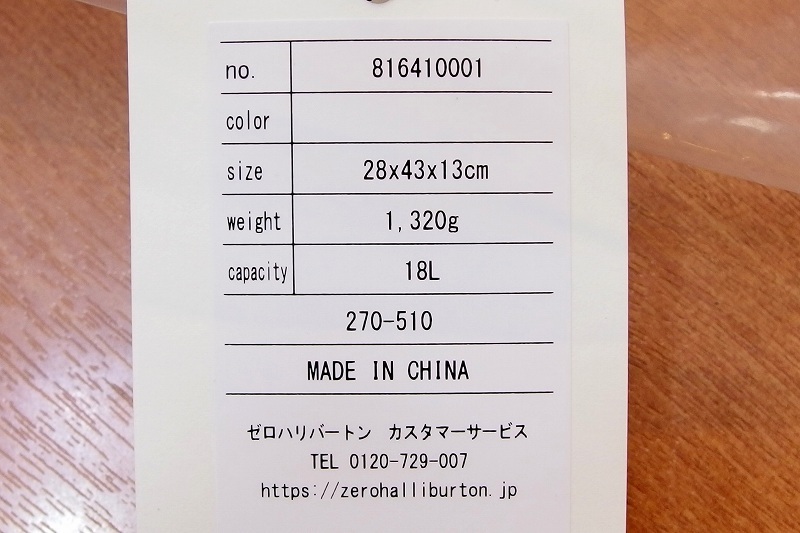 no. 816410001
color
size 28x43x13cm
weight 1,320g
capacity 18L
270-510
MADE IN CHINA
ゼロハリバートン カスタマーサービス
TEL 0120-729-007
https://zerohalliburton.jp